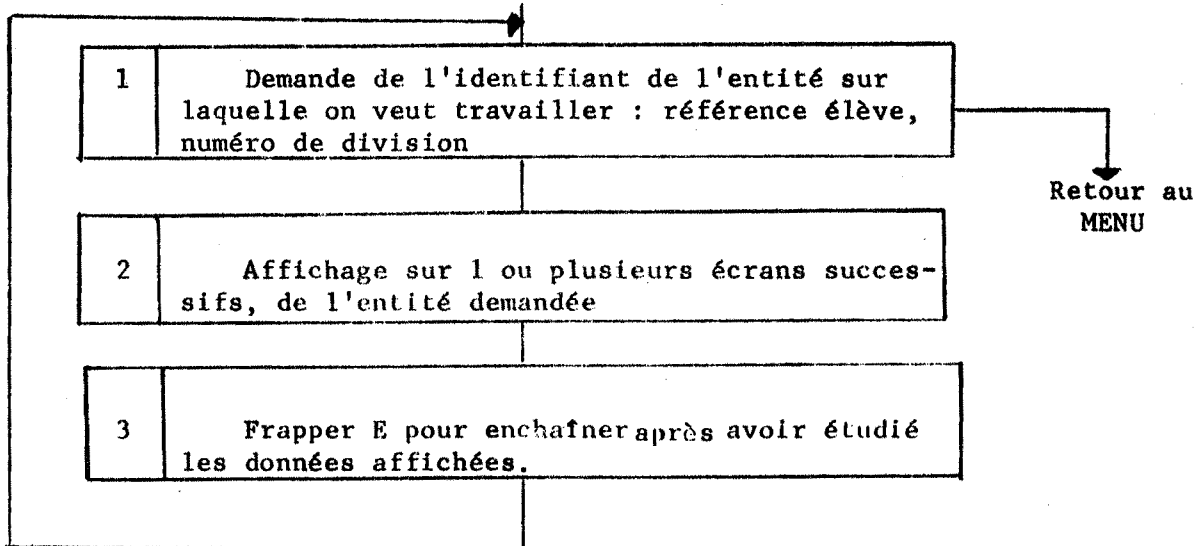 1
Demande de l'identifiant de l'entité sur
laquelle on veut travailler : référence élève,
numéro de division
Retour au
MENU
2
Affichage sur 1 ou plusieurs écrans succes-
sifs, de l'entité demandée
3
Frapper E pour enchaîner après avoir étudié
les données affichées.